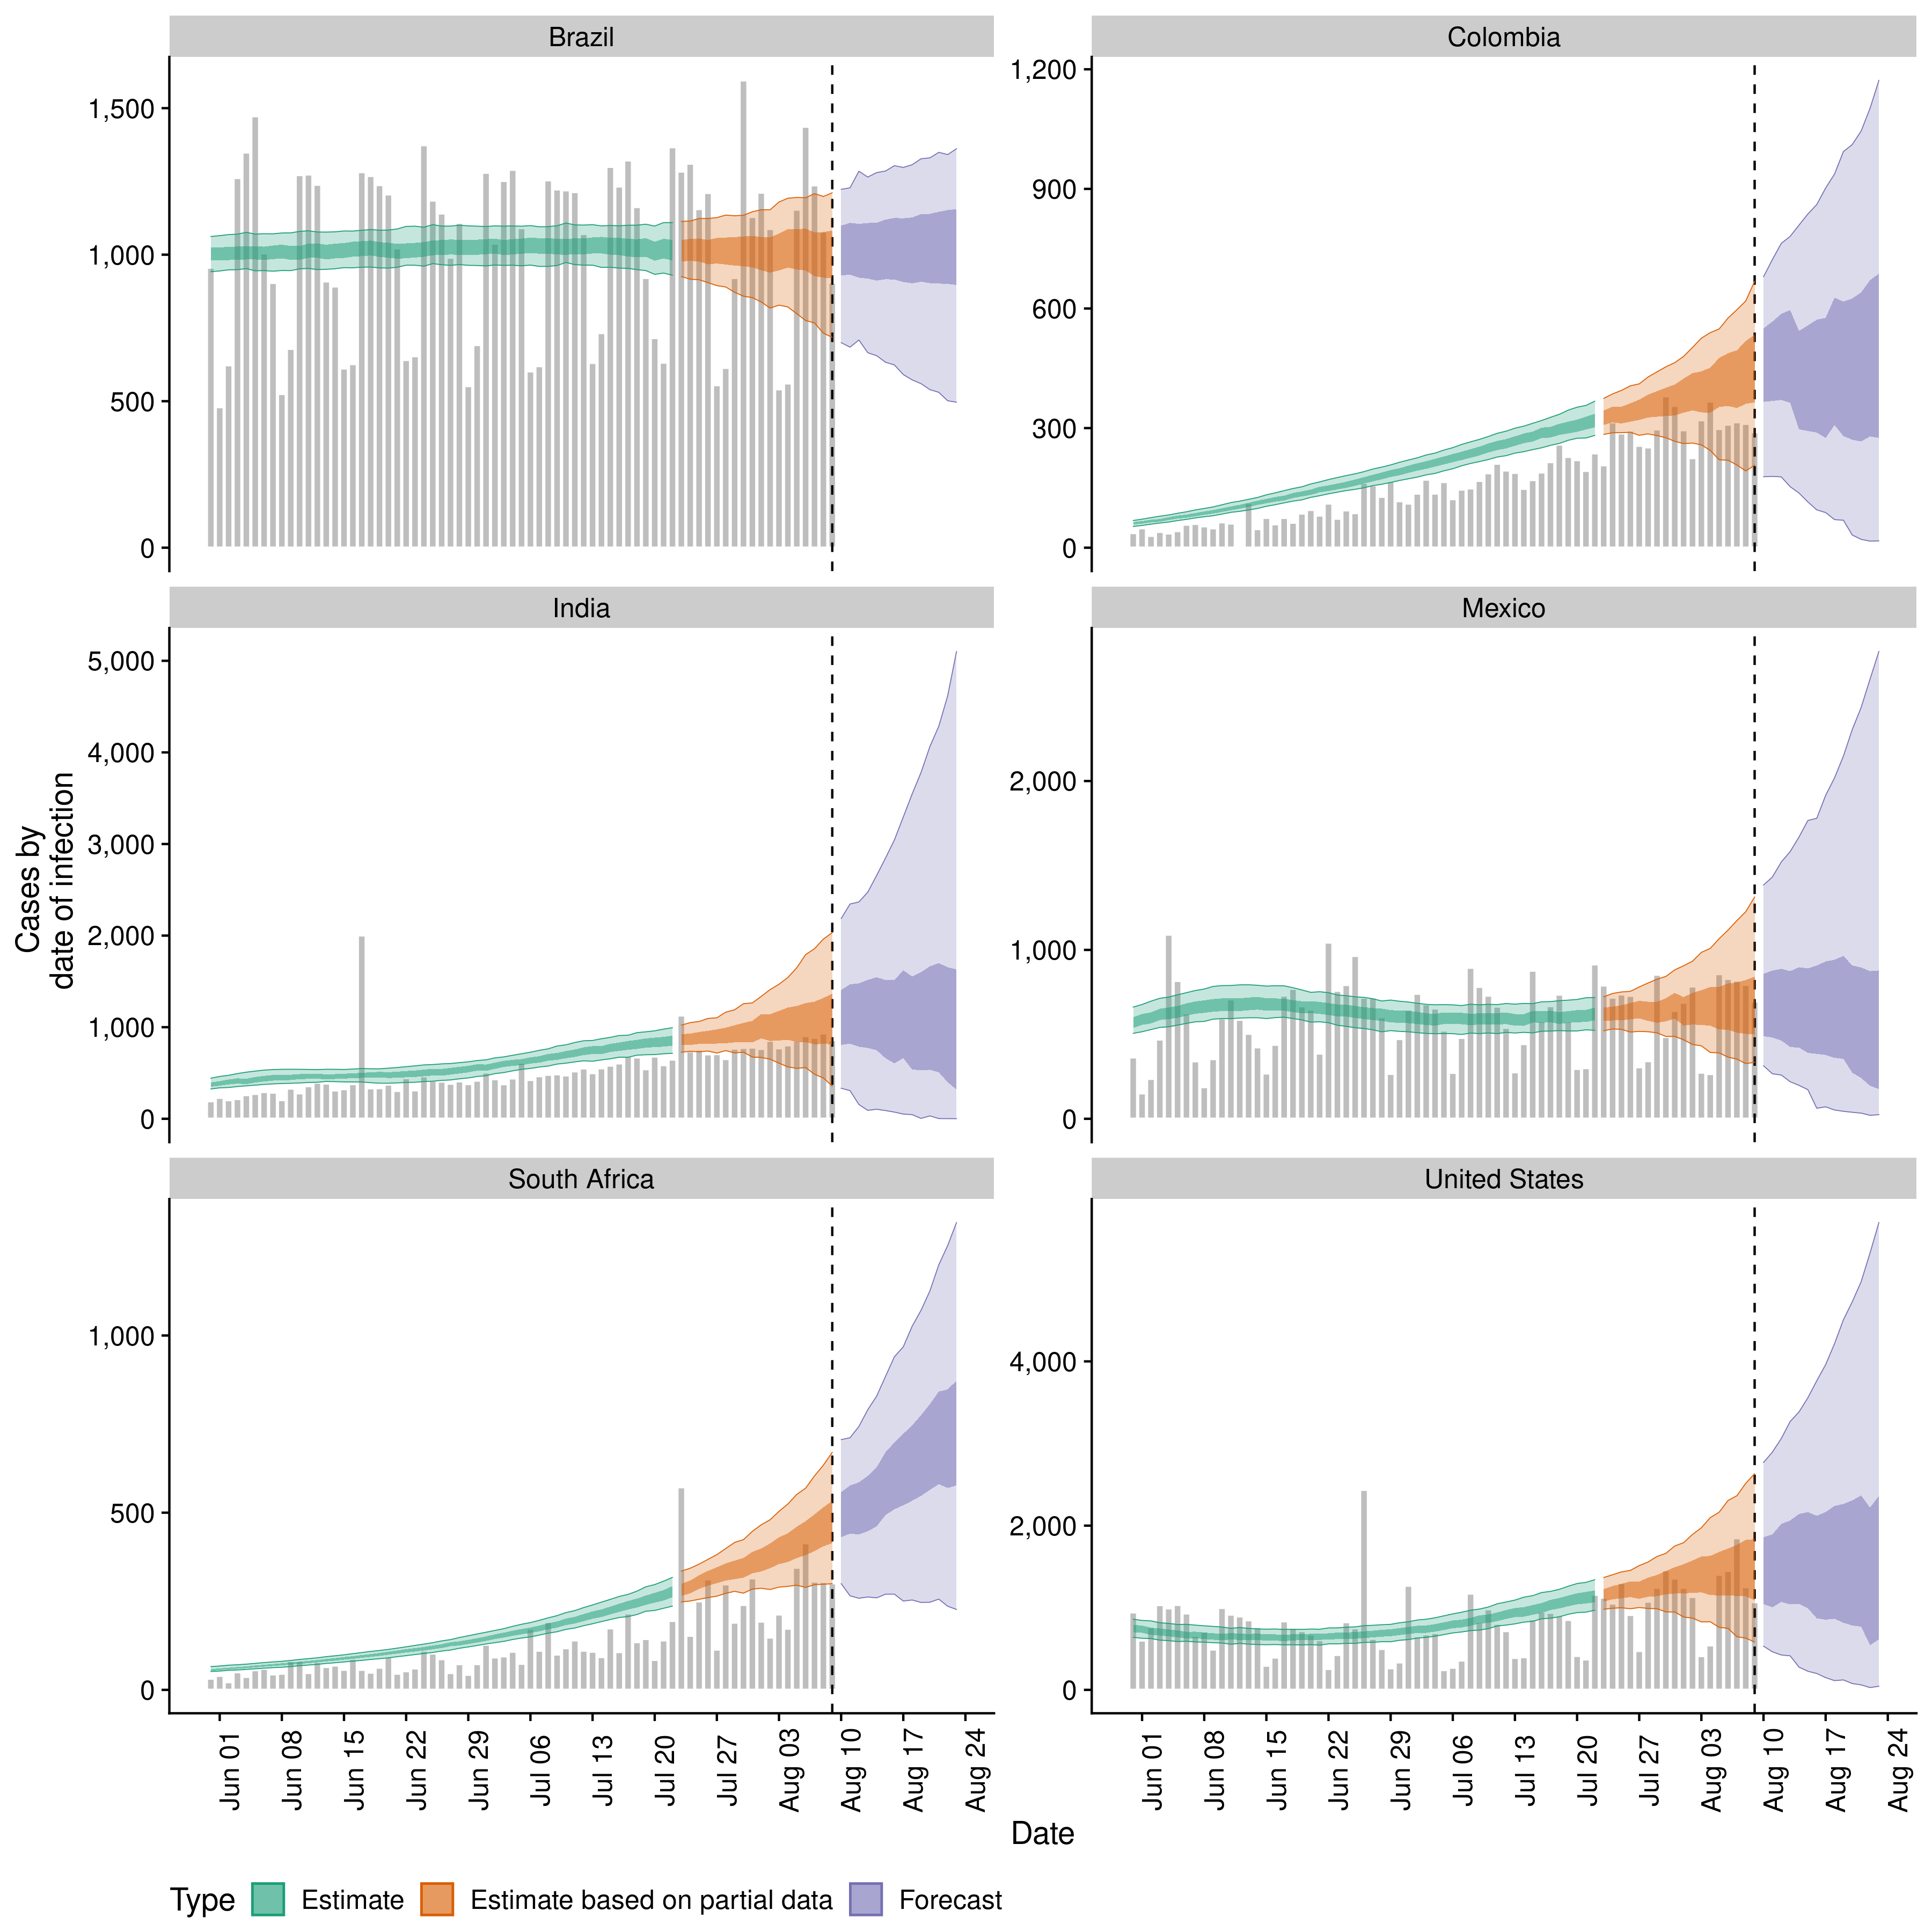 Brazil
Colombia
1,500
1,000
500
0
1,200
900
600
300
0
India
Mexico
5,000
4,000
3,000
2,000
1,000
0
2,000
1,000
0
South Africa
United States
1,000
500
0
4,000
2,000
0
Cases by
date of infection
Jun 01
Jun 08
Jun 15
Jun 22
Jun 29
Jul 06
Jul 13
Jul 20
Jul 27
Aug 03
Aug 10
Aug 17
Aug 24
Jun 01
Jun 08
Jun 15
Jun 22
Jun 29
Jul 06
Jul 13
Jul 20
Jul 27
Aug 03
Aug 10
Aug 17
Aug 24
Date
Type Estimate Estimate based on partial data Forecast